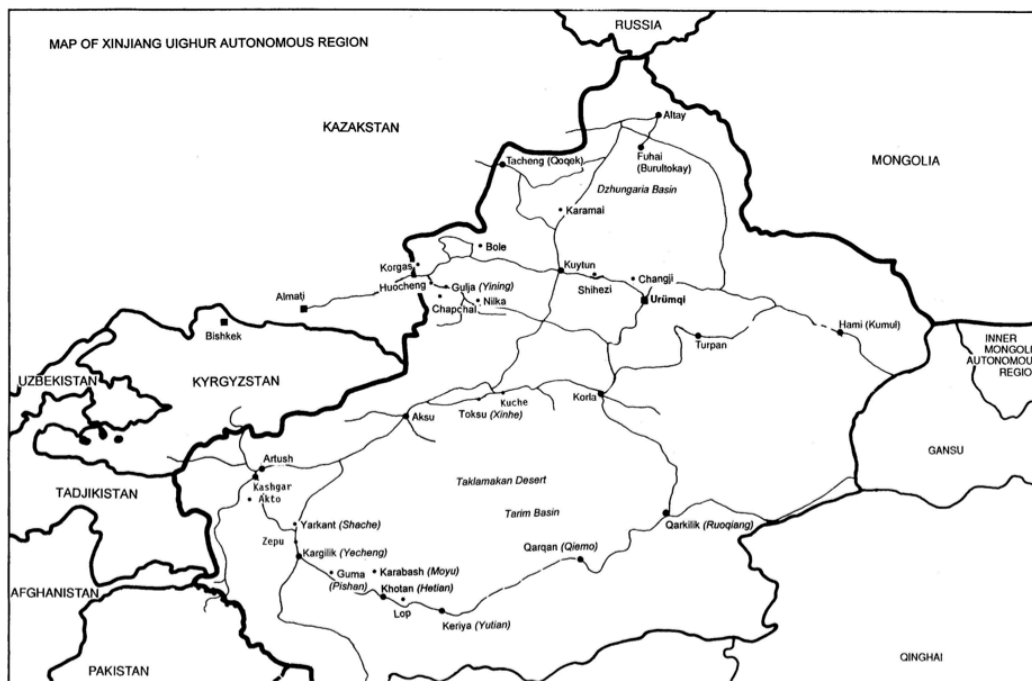 RUSSIA
MAP OF XINJIANG UIGHUR AUTONOMOUS REGION
KAZAKSTAN
Altay
Fuhai
(Burultokay)
MONGOLIA
Tacheng (Qoqek)
Dzhungaria Basin
Karamai
Bole
Korgas
Kuytun
Changji
Huocheng
Gulja (Yining)
Shihezi
Almati
Chapchal
Nilka
Urümqi
Bishkek
Hami (Kumul)
Turpan
INNER
MONGOLI
AUTONOMOU
REGION
UZBEKISTAN
KYRGYZSTAN
Kuche
Korla
Toksu (Xinhe)
Aksu
GANSU
Artush
Kashgar
Akto
Taklamakan Desert
TADJIKISTAN
Tarim Basin
Qarkilik (Ruoqiang)
Yarkant (Shache)
Zepu
Kargilik (Yecheng)
Qarqan (Qiemo)
Guma
(Pishan)
Karabash (Moyu)
Khotan (Hetian)
AFGHANISTAN
Lop
Keriya (Yutian)
QINGHAI
PAKISTAN